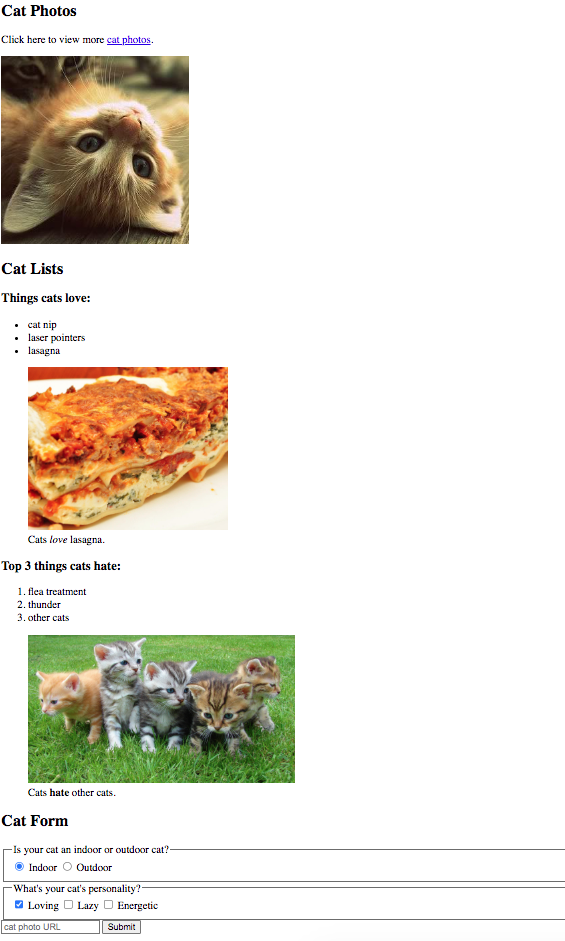 Cat Photos
Click here to view more cat photos.
Cat Lists
Things cats love:
cat nip
laser pointers
lasagna
Cats love lasagna.
Top 3 things cats hate:
1. flea treatment
2. thunder
3. other cats
Cats hate other cats.
Cat Form
Is your cat an indoor or outdoor cat?
Indoor Outdoor
What's your cat's personality?
Loving Lazy Energetic
cat photo URL Submit